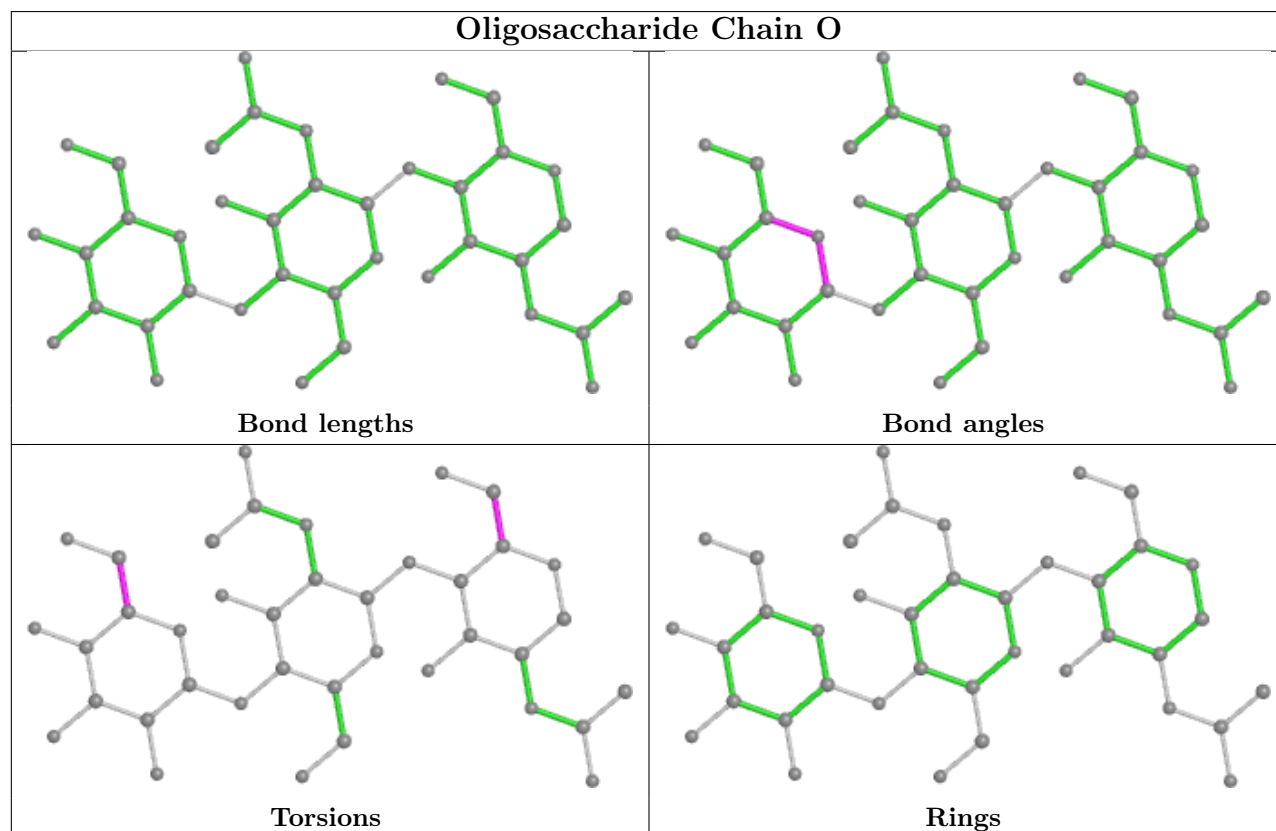 Oligosaccharide Chain O
Bond lengths
Bond angles
Torsions
Rings